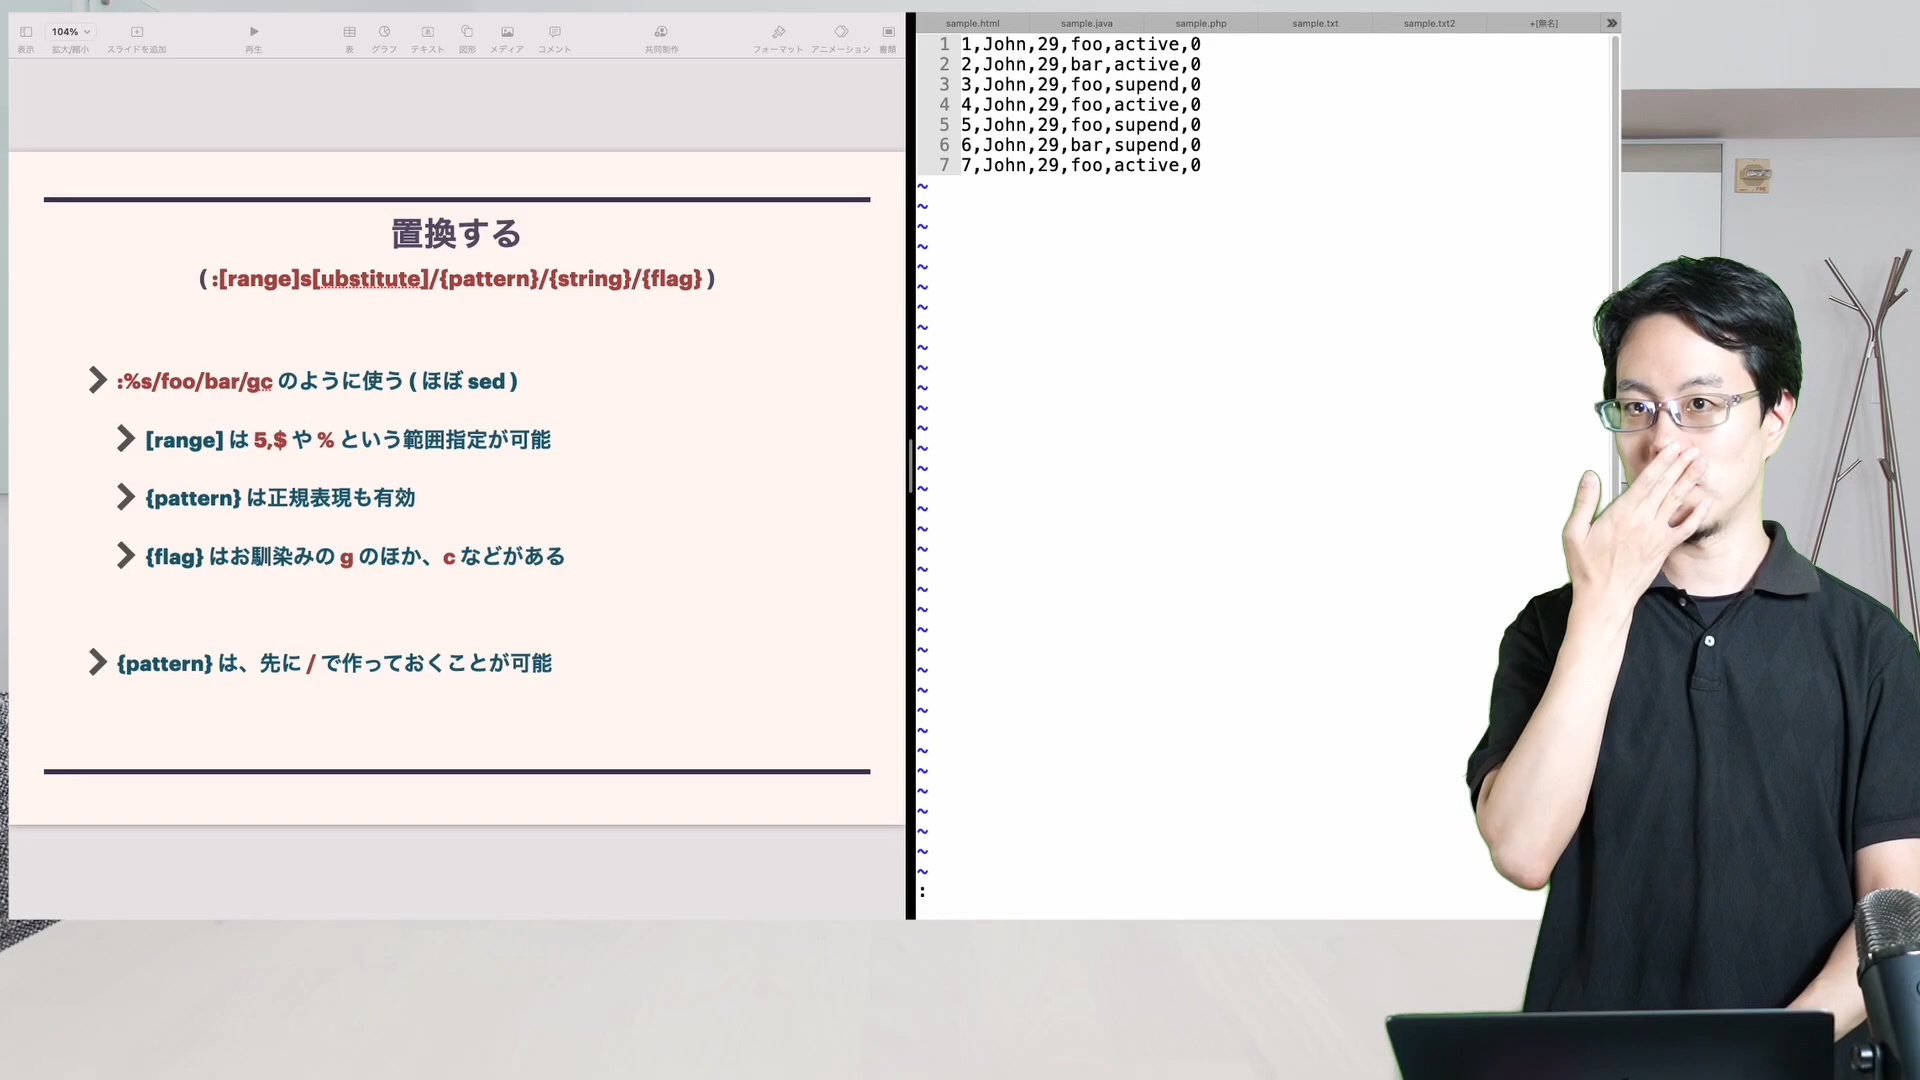 104%
表示
拡大/縮小
スライドを追加
再生
表
グラフ
テキスト
図形
メディア
コメント
共同制作
フォーマット
アニメーション
書類
置換する
( :[range]s[ubstitute]/{pattern}/{string}/{flag} )
:%s/foo/bar/gc のように使う ( ほぼ sed )
[range] は 5,$ や % という範囲指定が可能
{pattern} は正規表現も有効
{flag} はお馴染みの g のほか、c などがある
{pattern} は、先に / で作っておくことが可能
sample.html
sample.java
sample.php
sample.txt
sample.txt2
+[無名]
1 1,John,29,foo,active,0
2 2,John,29,bar,active,0
3 3,John,29,foo,supend,0
4 4,John,29,foo,active,0
5 5,John,29,foo,supend,0
6 6,John,29,bar,supend,0
7 7,John,29,foo,active,0
: